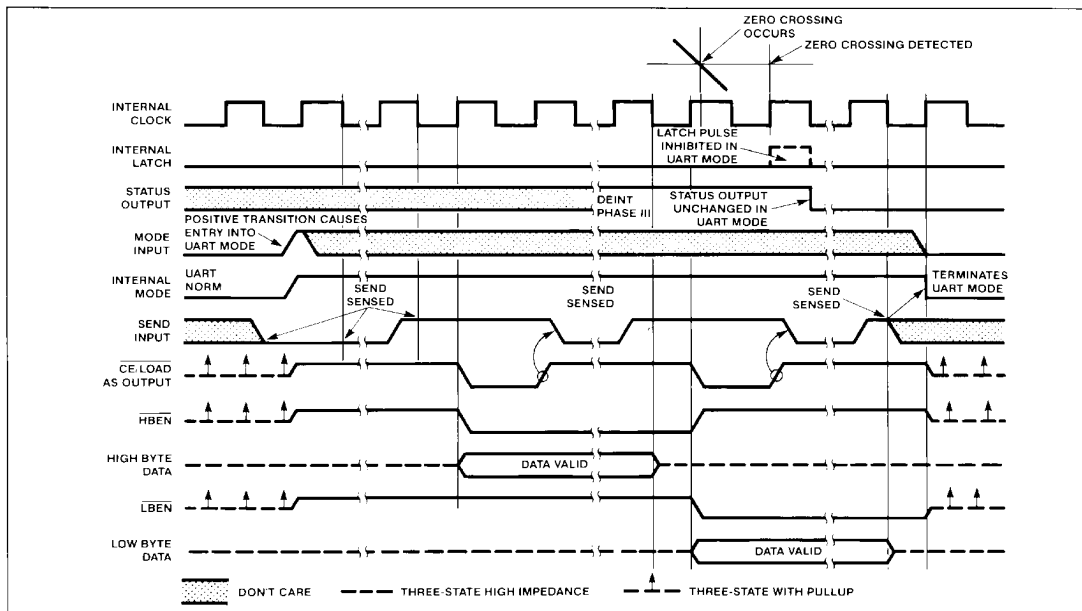 ZERO CROSSING
OCCURS
ZERO CROSSING DETECTED
INTERNAL
CLOCK
LATCH PULSE
INHIBITED IN
UART MODE
INTERNAL
LATCH
STATUS
OUTPUT
DEINT
PHASE III
STATUS OUTPUT
UNCHANGED IN
UART MODE
POSITIVE TRANSITION CAUSES
ENTRY INTO
UART MODE
MODE
INPUT
INTERNAL
MODE
UART
NORM
TERMINATES
UART MODE
SEND
SENSED
SEND
SENSED
SEND
SENSED
SEND
INPUT
CE/LOAD
AS OUTPUT
HBEN
HIGH BYTE
DATA
DATA VALID
LBEN
LOW BYTE
DATA
DATA VALID
DON'T CARE
THREE-STATE HIGH IMPEDANCE
THREE-STATE WITH PULLUP